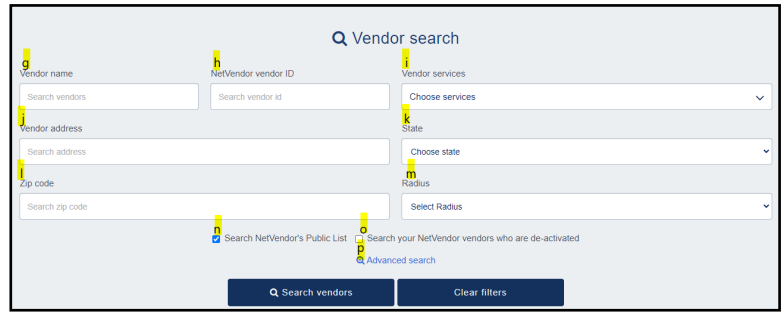 Vendor search
g h i
Vendor name NetVendor vendor ID Vendor services
Search vendors Search vendor id Choose services
j k
Vendor address State
Search address Choose state
l m
Zip code Radius
Search zip code Select Radius
n o
Search NetVendor's Public List Search your NetVendor vendors who are de-activated
p
Advanced search
Search vendors Clear filters